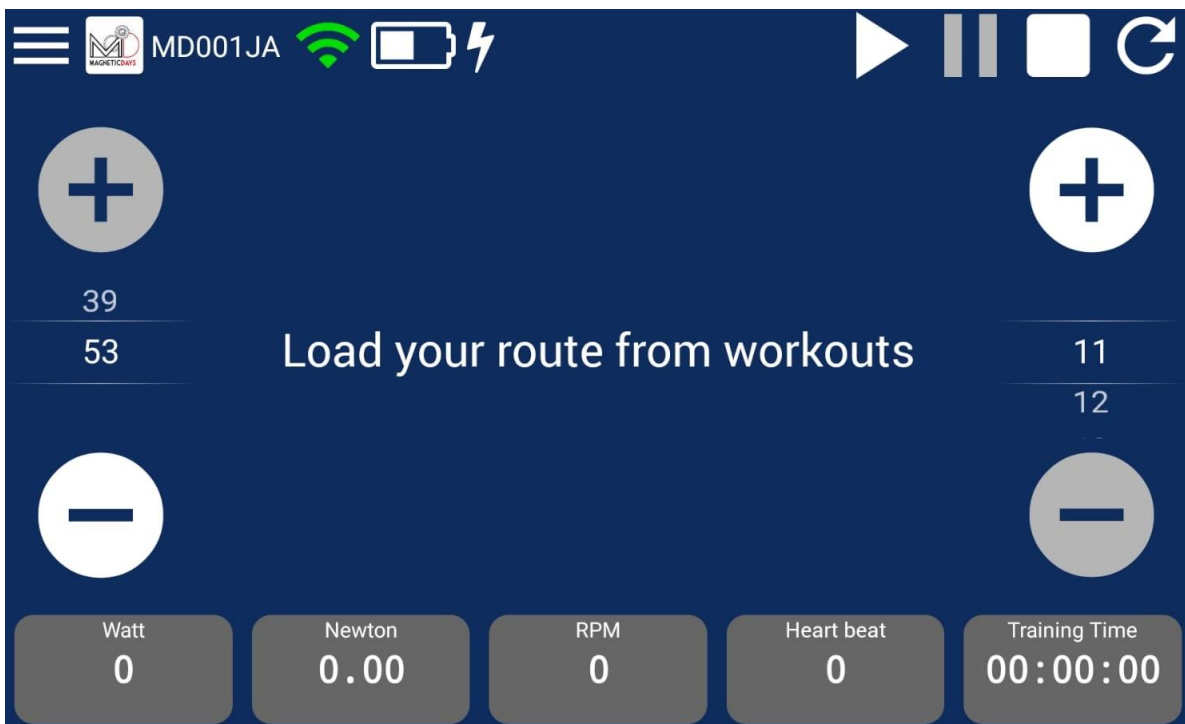 MD001JA
MAGNETICDAYS
39
53
Load your route from workouts
11
12
Watt
0
Newton
0.00
RPM
0
Heart beat
0
Training Time
00:00:00